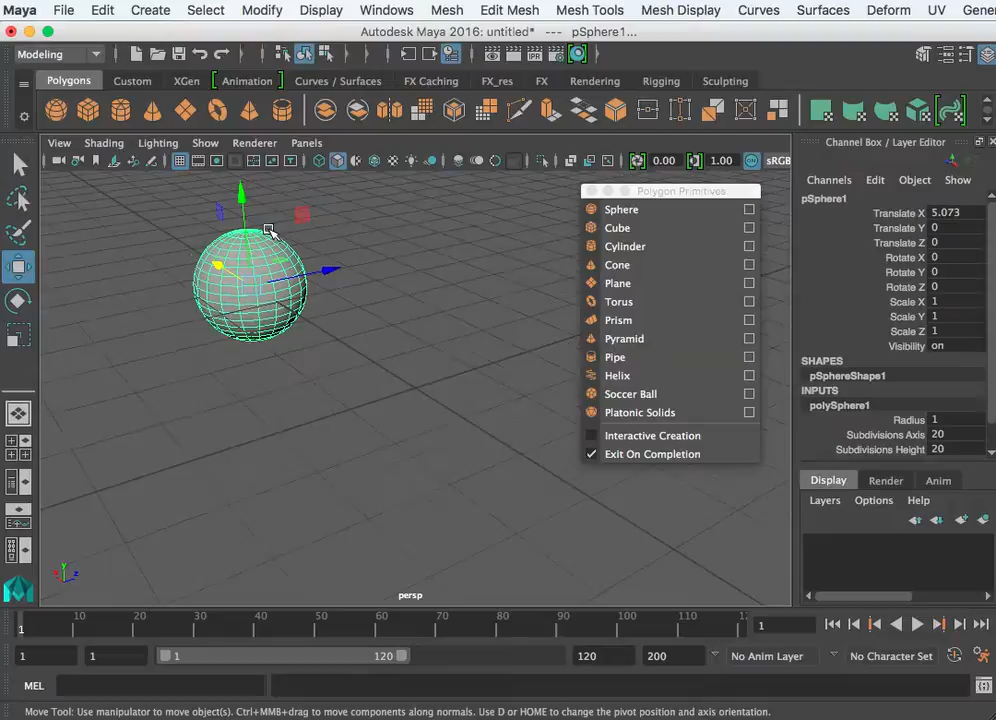 Maya File Edit Create Select Modify Display Windows Mesh Edit Mesh Mesh Tools Mesh Display Curves Surfaces Deform UV Gener
Autodesk Maya 2016: untitled* --- pSphere1...
Modeling
Polygons Custom XGen Animation Curves / Surfaces FX Caching FX_res FX Rendering Rigging Sculpting
View Shading Lighting Show Renderer Panels
0.00 1.00 sRGB
Channel Box / Layer Editor
Channels Edit Object Show
pSphere1
Translate X 5.073
Translate Y 0
Translate Z 0
Rotate X 0
Rotate Y 0
Rotate Z 0
Scale X 1
Scale Y 1
Scale Z 1
Visibility on
SHAPES
pSphereShape1
INPUTS
polySphere1
Radius 1
Subdivisions Axis 20
Subdivisions Height 20
Polygon Primitives
Sphere
Cube
Cylinder
Cone
Plane
Torus
Prism
Pyramid
Pipe
Helix
Soccer Ball
Platonic Solids
Interactive Creation
Exit On Completion
Display Render Anim
Layers Options Help
y
z
persp
1 10 20 30 40 50 60 70 80 90 100 110 12 1
1 1 1 120 120 200 No Anim Layer No Character Set
MEL
Move Tool: Use manipulator to move object(s). Ctrl+MMB+drag to move components along normals. Use D or HOME to change the pivot position and axis orientation.